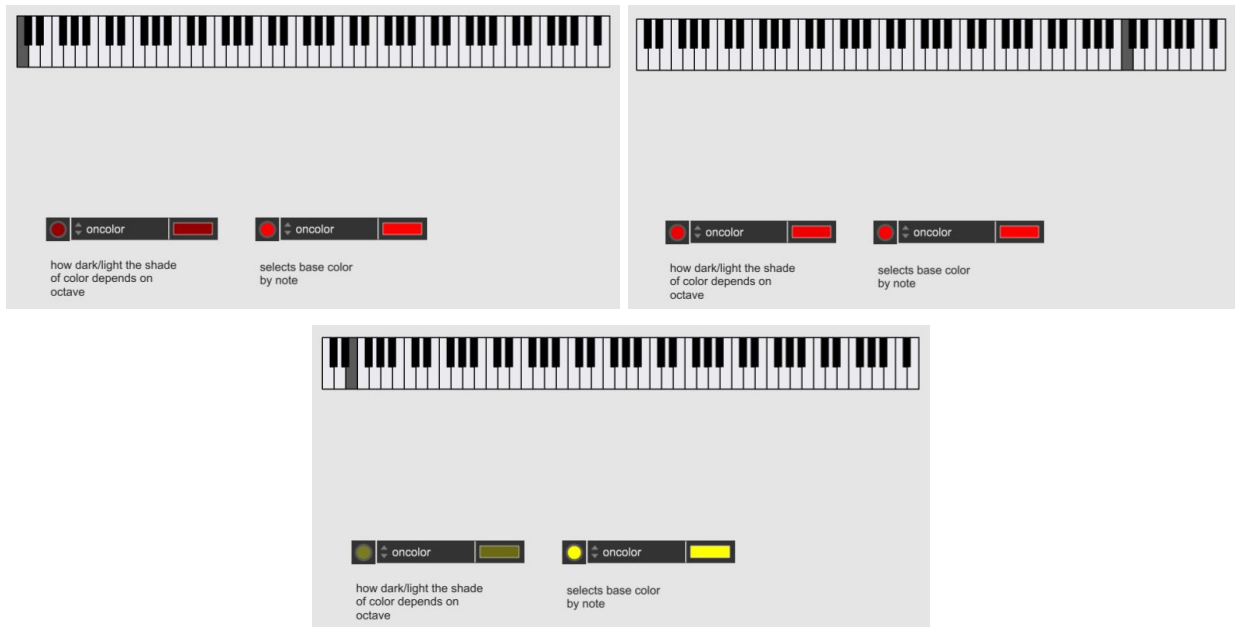 oncolor
oncolor
how dark/light the shade
of color depends on
octave
selects base color
by note
oncolor
oncolor
how dark/light the shade
of color depends on
octave
selects base color
by note
oncolor
oncolor
how dark/light the shade
of color depends on
octave
selects base color
by note